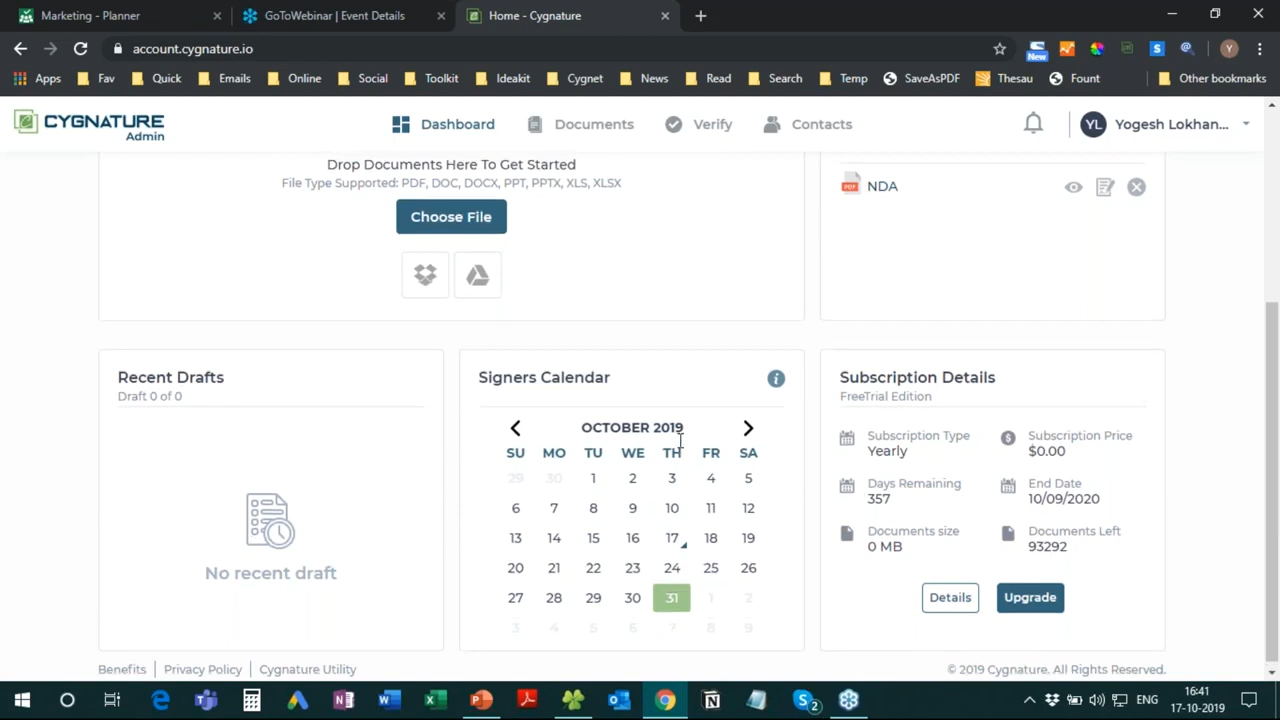 Marketing - Planner
GoToWebinar | Event Details
Home - Cygnature
account.cygnature.io
New
S
Y
Apps
Fav
Quick
Emails
Online
Social
Toolkit
Ideakit
Cygnet
News
Read
Search
Temp
SaveAsPDF
Thesau
Fount
Other bookmarks
CYGNATURE
Admin
Dashboard
Documents
Verify
Contacts
YL
Yogesh Lokhan...
Drop Documents Here To Get Started
File Type Supported: PDF, DOC, DOCX, PPT, PPTX, XLS, XLSX
Choose File
PDF
NDA
Recent Drafts
Draft 0 of 0
No recent draft
Signers Calendar
i
OCTOBER 2019
SU MO TU WE TH FR SA
29 30 1 2 3 4 5
6 7 8 9 10 11 12
13 14 15 16 17 18 19
20 21 22 23 24 25 26
27 28 29 30 31 1 2
3 4 5 6 7 8 9
Subscription Details
FreeTrial Edition
Subscription Type
Yearly
Subscription Price
$0.00
Days Remaining
357
End Date
10/09/2020
Documents size
0 MB
Documents Left
93292
Details
Upgrade
Benefits | Privacy Policy | Cygnature Utility
© 2019 Cygnature. All Rights Reserved.
2
ENG
16:41
17-10-2019